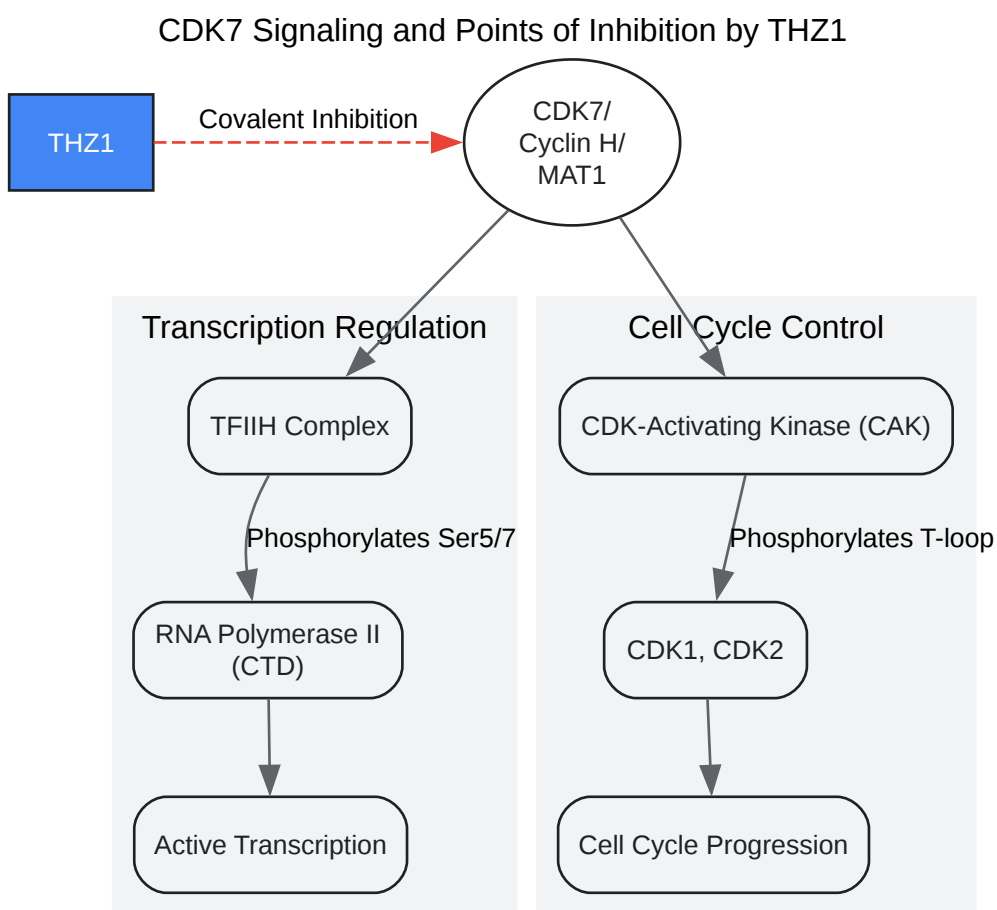 CDK7 Signaling and Points of Inhibition by THZ1
THZ1
Covalent Inhibition
CDK7/
Cyclin H/
MAT1
Transcription Regulation
TFIIH Complex
Phosphorylates Ser5/7
RNA Polymerase II
(CTD)
Active Transcription
Cell Cycle Control
CDK-Activating Kinase (CAK)
Phosphorylates T-loop
CDK1, CDK2
Cell Cycle Progression